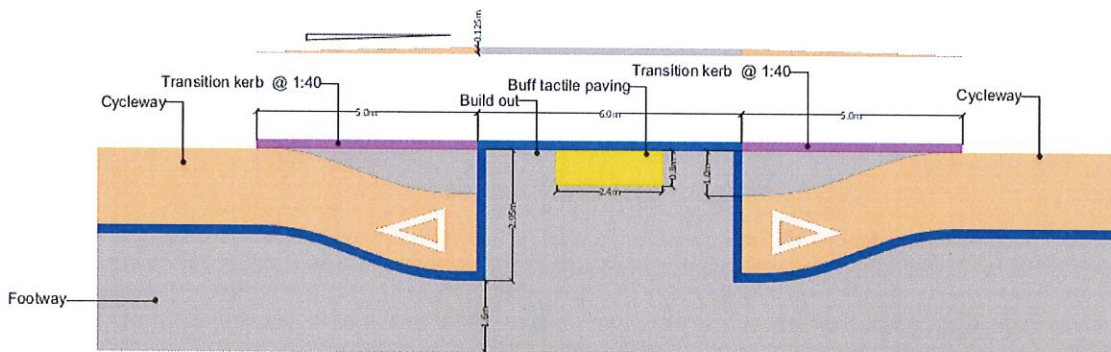 0.125m
Transition kerb @ 1:40
Buff tactile paving
Transition kerb @ 1:40
Cycleway
Build out
Cycleway
5.0m
6.0m
5.0m
0.8m
1.0m
2.4m
2.95m
Footway
1.6m